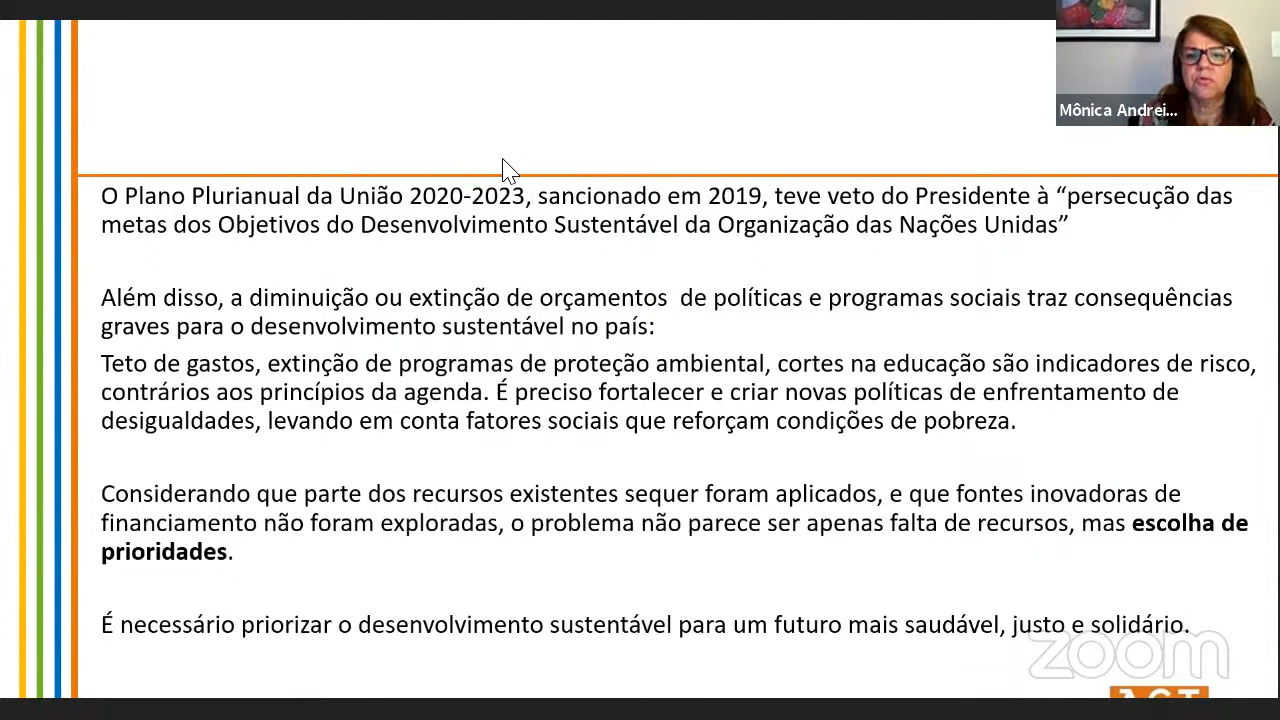 Mônica Andrei...
O Plano Plurianual da União 2020-2023, sancionado em 2019, teve veto do Presidente à “persecução das
metas dos Objetivos do Desenvolvimento Sustentável da Organização das Nações Unidas”
Além disso, a diminuição ou extinção de orçamentos  de políticas e programas sociais traz consequências
graves para o desenvolvimento sustentável no país:
Teto de gastos, extinção de programas de proteção ambiental, cortes na educação são indicadores de risco,
contrários aos princípios da agenda. É preciso fortalecer e criar novas políticas de enfrentamento de
desigualdades, levando em conta fatores sociais que reforçam condições de pobreza.
Considerando que parte dos recursos existentes sequer foram aplicados, e que fontes inovadoras de
financiamento não foram exploradas, o problema não parece ser apenas falta de recursos, mas escolha de
prioridades.
É necessário priorizar o desenvolvimento sustentável para um futuro mais saudável, justo e solidário.
zoom
ACT